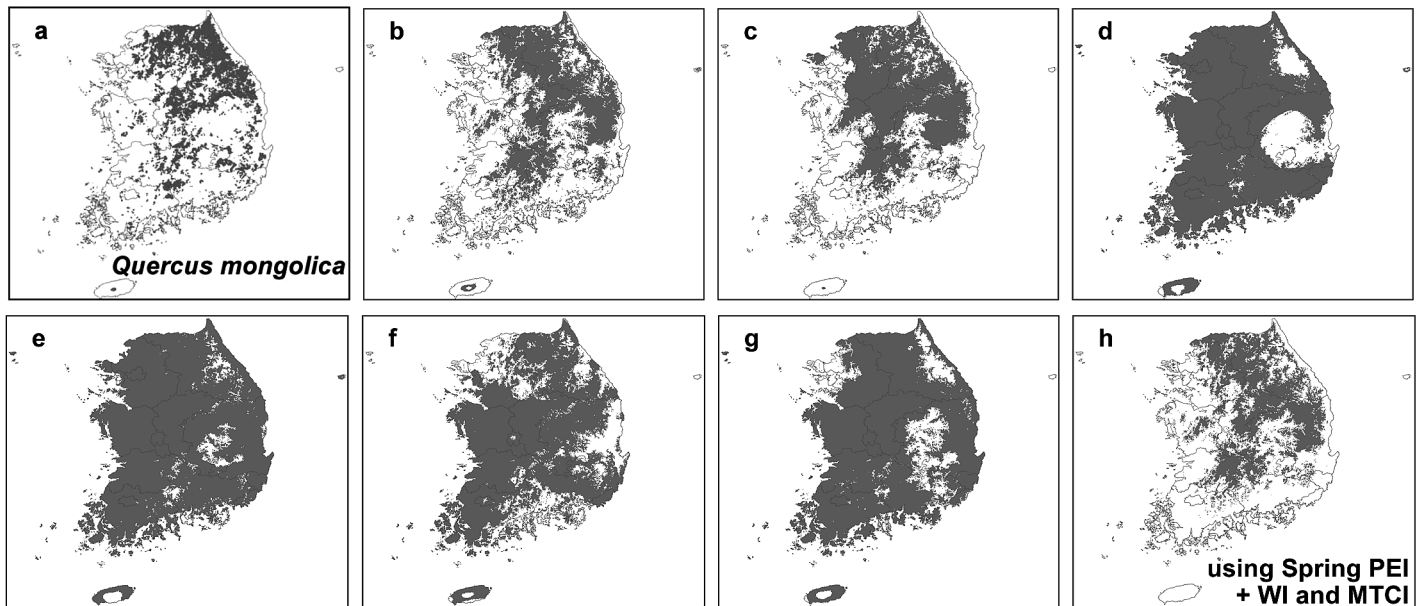 a
b
c
d
Quercus mongolica
e
f
g
h
using Spring PEI
+ WI and MTCI